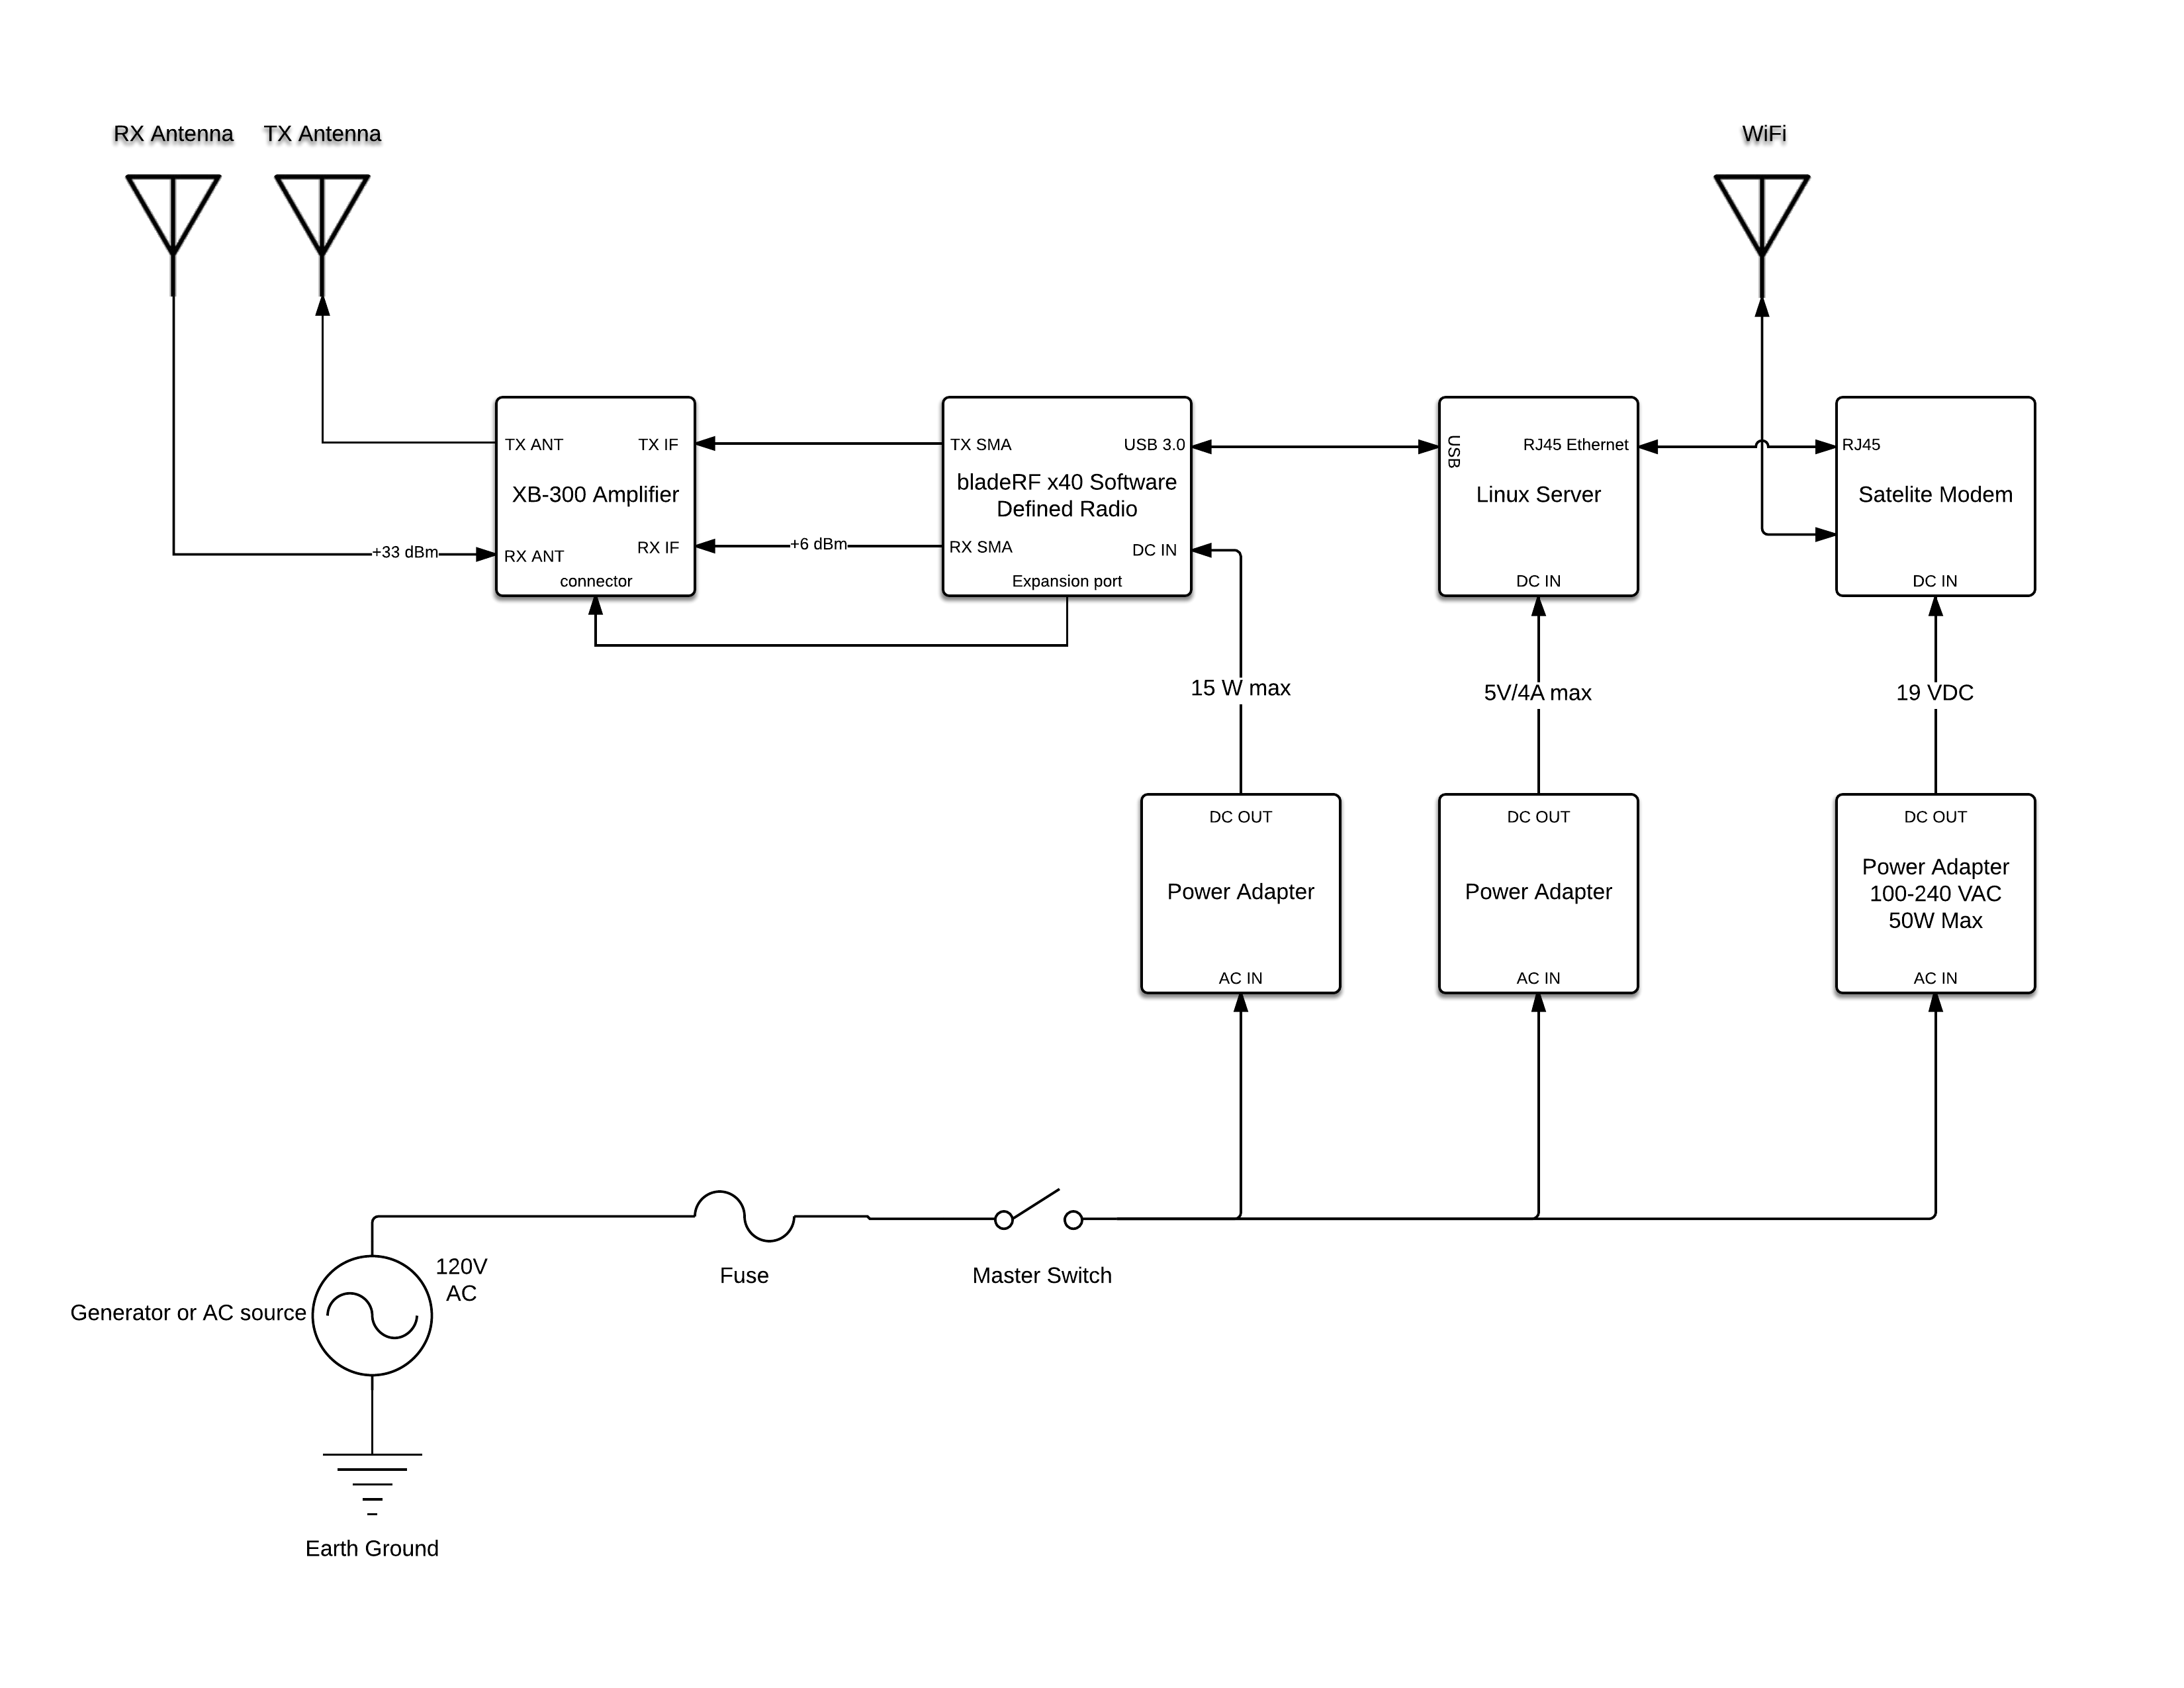 RX Antenna
TX Antenna
WiFi
TX ANT
TX IF
XB-300 Amplifier
RX IF
RX ANT
connector
+33 dBm
+6 dBm
TX SMA
USB 3.0
bladeRF x40 Software
Defined Radio
RX SMA
DC IN
Expansion port
USB
RJ45 Ethernet
Linux Server
DC IN
RJ45
Satelite Modem
DC IN
15 W max
5V/4A max
19 VDC
DC OUT
Power Adapter
AC IN
DC OUT
Power Adapter
AC IN
DC OUT
Power Adapter
100-240 VAC
50W Max
AC IN
120V
AC
Generator or AC source
Fuse
Master Switch
Earth Ground